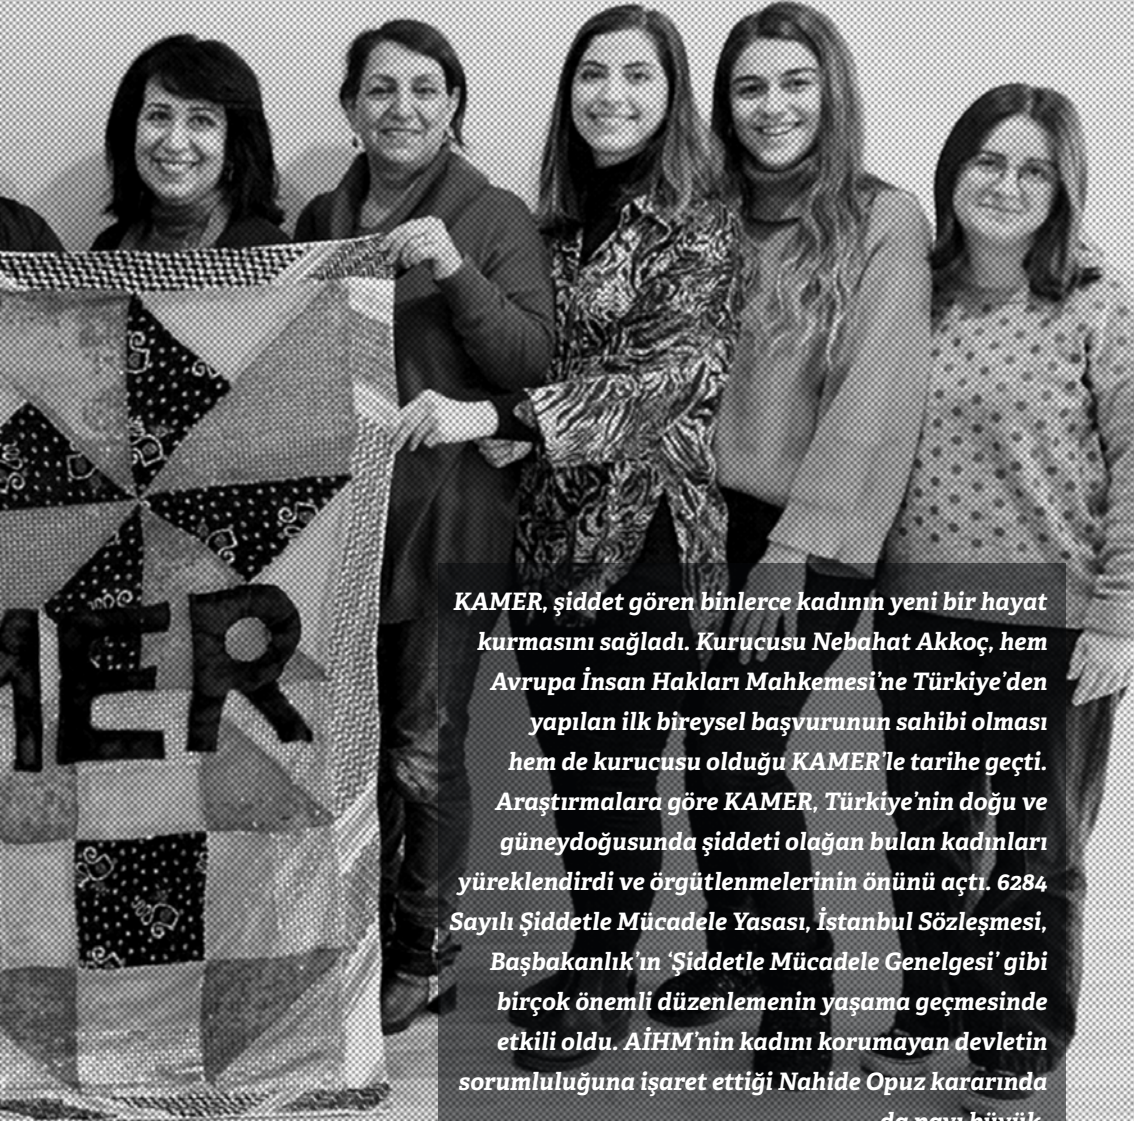 MER
KAMER, şiddet gören binlerce kadının yeni bir hayat
kurmasını sağladı. Kurucusu Nebahat Akkoç, hem
Avrupa İnsan Hakları Mahkemesi’ne Türkiye’den
yapılan ilk bireysel başvurunun sahibi olması
hem de kurucusu olduğu KAMER’le tarihe geçti.
Araştırmalara göre KAMER, Türkiye’nin doğu ve
güneydoğusunda şiddeti olağan bulan kadınları
yüreklendirdi ve örgütlenmelerinin önünü açtı. 6284
Sayılı Şiddetle Mücadele Yasası, İstanbul Sözleşmesi,
Başbakanlık’ın ‘Şiddetle Mücadele Genelgesi’ gibi
birçok önemli düzenlemenin yaşama geçmesinde
etkili oldu. AİHM’nin kadını korumayan devletin
sorumluluğuna işaret ettiği Nahide Opuz kararında
da payı büyük.